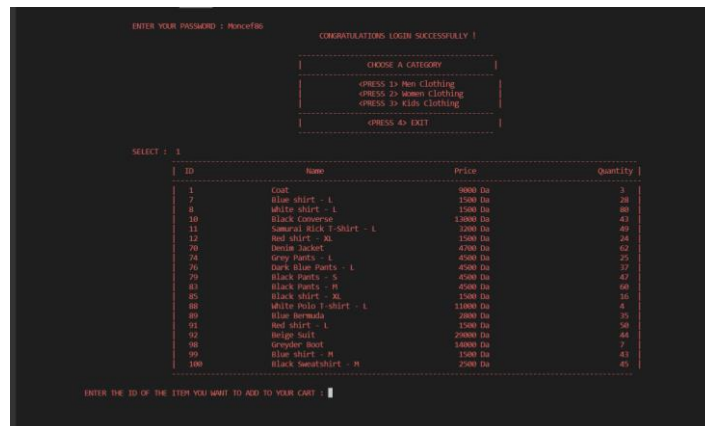 ENTER YOUR PASSWORD : Moncef86
CONGRATULATIONS LOGIN SUCCESSFULLY !
CHOOSE A CATEGORY
<PRESS 1> Men Clothing
<PRESS 2> Women Clothing
<PRESS 3> Kids Clothing
<PRESS 4> EXIT
SELECT : 1
ID Name Price Quantity
1 Coat 9000 Da 3
7 Blue shirt - L 1500 Da 28
8 White shirt - L 1500 Da 80
10 Black Converse 13000 Da 43
11 Samurai Rick T-Shirt - L 3200 Da 49
12 Red shirt - XL 1500 Da 24
70 Denim Jacket 4700 Da 62
74 Grey Pants - L 4500 Da 25
76 Dark Blue Pants - L 4500 Da 37
79 Black Pants - S 4500 Da 47
83 Black Pants - M 4500 Da 60
85 Black shirt - XL 1500 Da 16
88 White Polo T-shirt - L 11000 Da 4
89 Blue Bermuda 2800 Da 35
91 Red shirt - L 1500 Da 50
92 Beige Suit 29000 Da 44
98 Greyder Boot 14000 Da 7
99 Blue shirt - M 1500 Da 43
100 Black Sweatshirt - M 2500 Da 45
ENTER THE ID OF THE ITEM YOU WANT TO ADD TO YOUR CART :